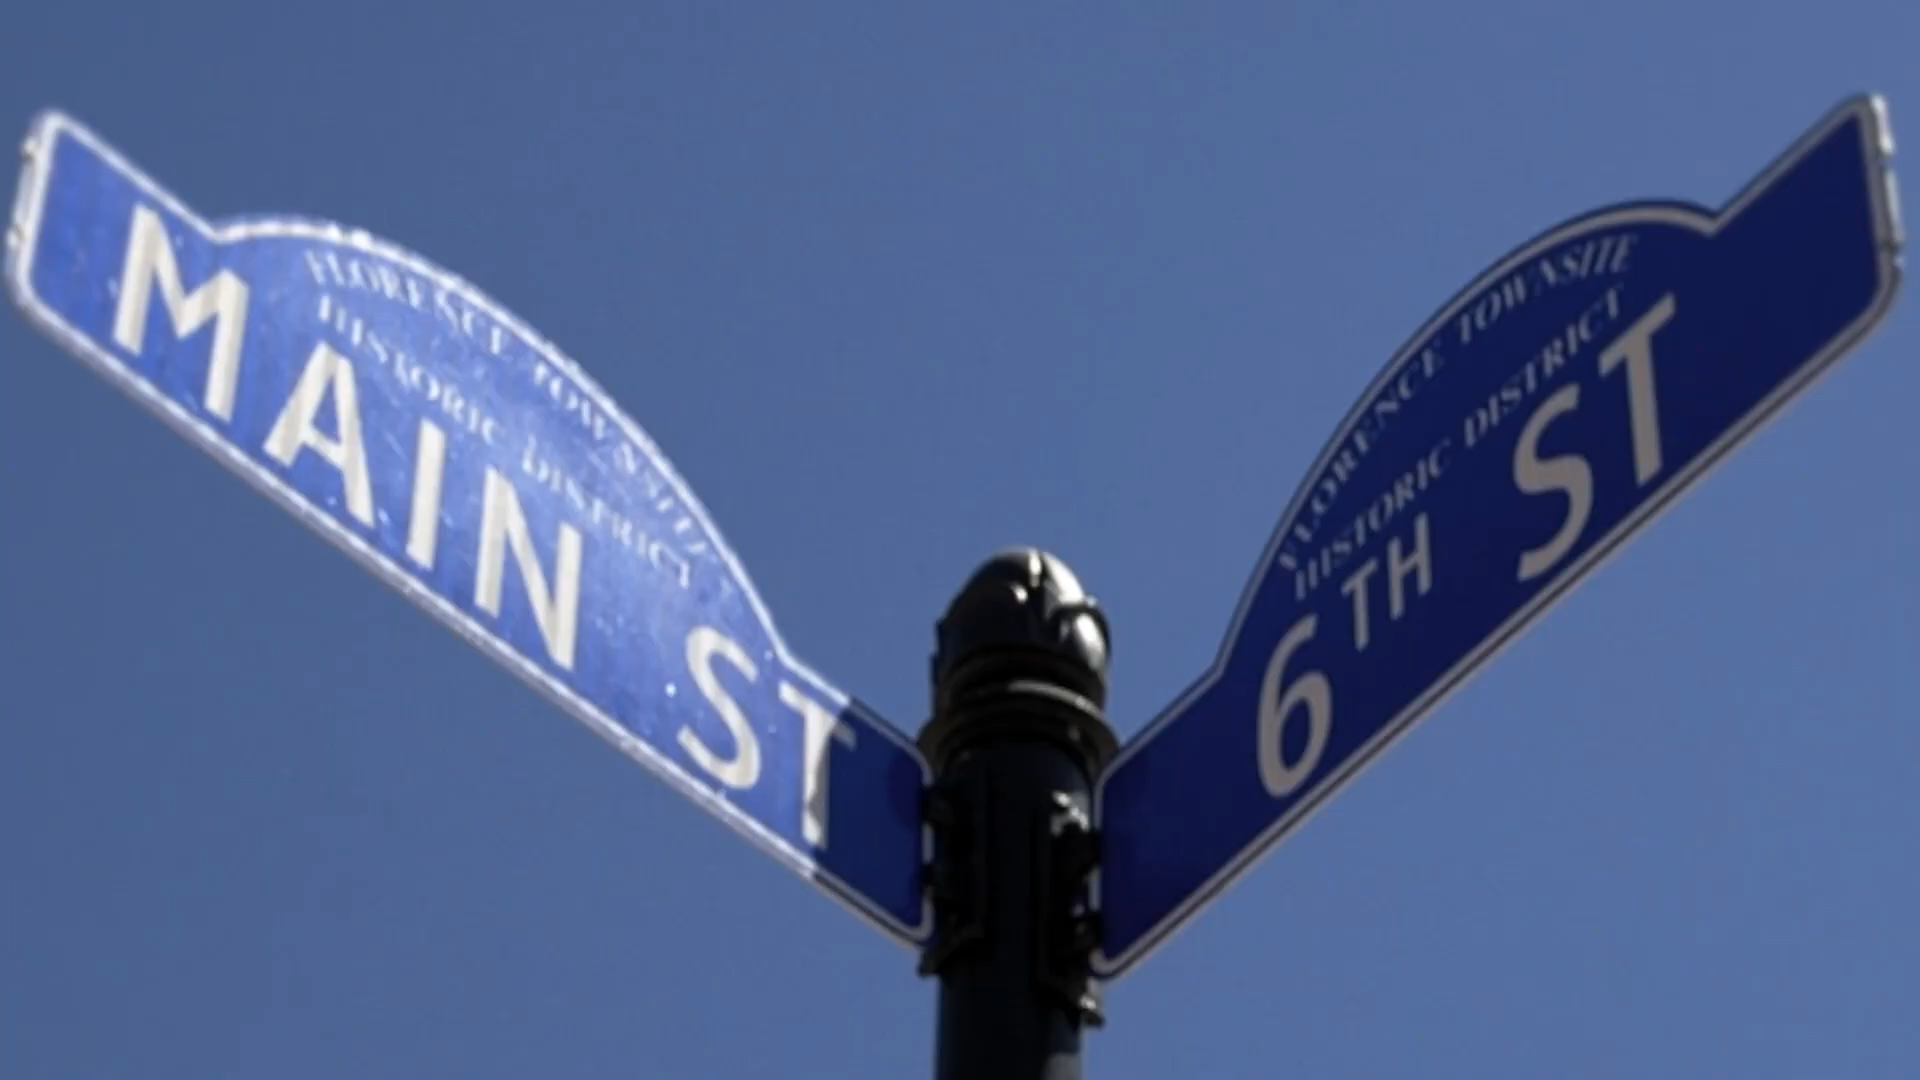 FLORENCE TOWNSITE
HISTORIC DISTRICT
MAIN ST
FLORENCE TOWNSITE
HISTORIC DISTRICT
6TH ST